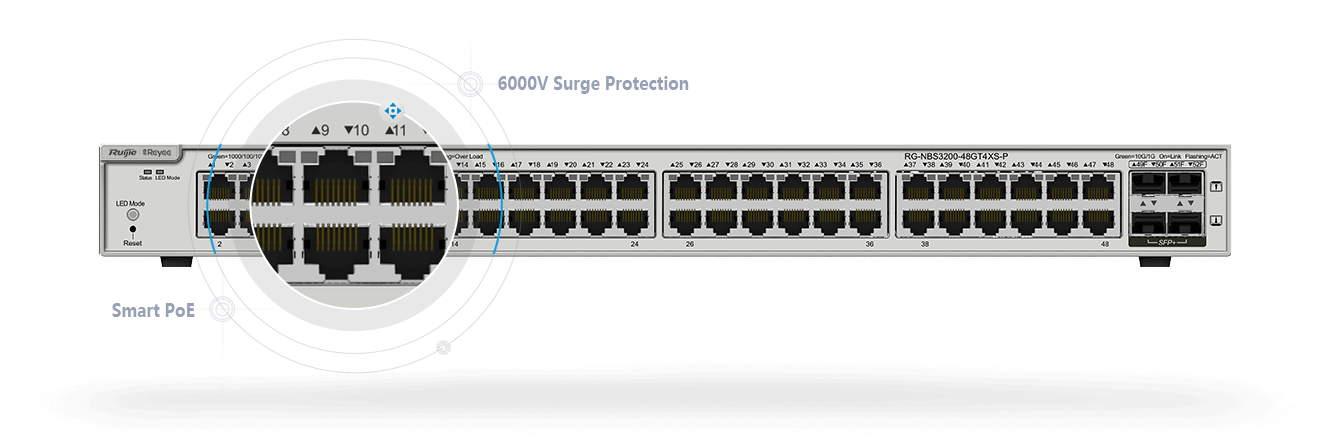 6000V Surge Protection
8 ▲9 ▼10 ▲11
Ruijie Reyee
Green=1000/100/10
=Over Load
RG-NBS3200-48GT4XS-P
Green=10G/1G On=Link Flashing=ACT
▼2 ▲3
▼14 ▲15 ▼16 ▲17 ▼18 ▲19 ▼20 ▲21 ▼22 ▲23 ▼24
▲25 ▼26 ▲27 ▼28 ▲29 ▼30 ▲31 ▼32 ▲33 ▼34 ▲35 ▼36
▲37 ▼38 ▲39 ▼40 ▲41 ▼42 ▲43 ▼44 ▲45 ▼46 ▲47 ▼48
▲49F ▼50F ▲51F ▼52F
Status LED Mode
LED Mode
Reset
2 14 24 26 36 38 48
SFP+
Smart PoE